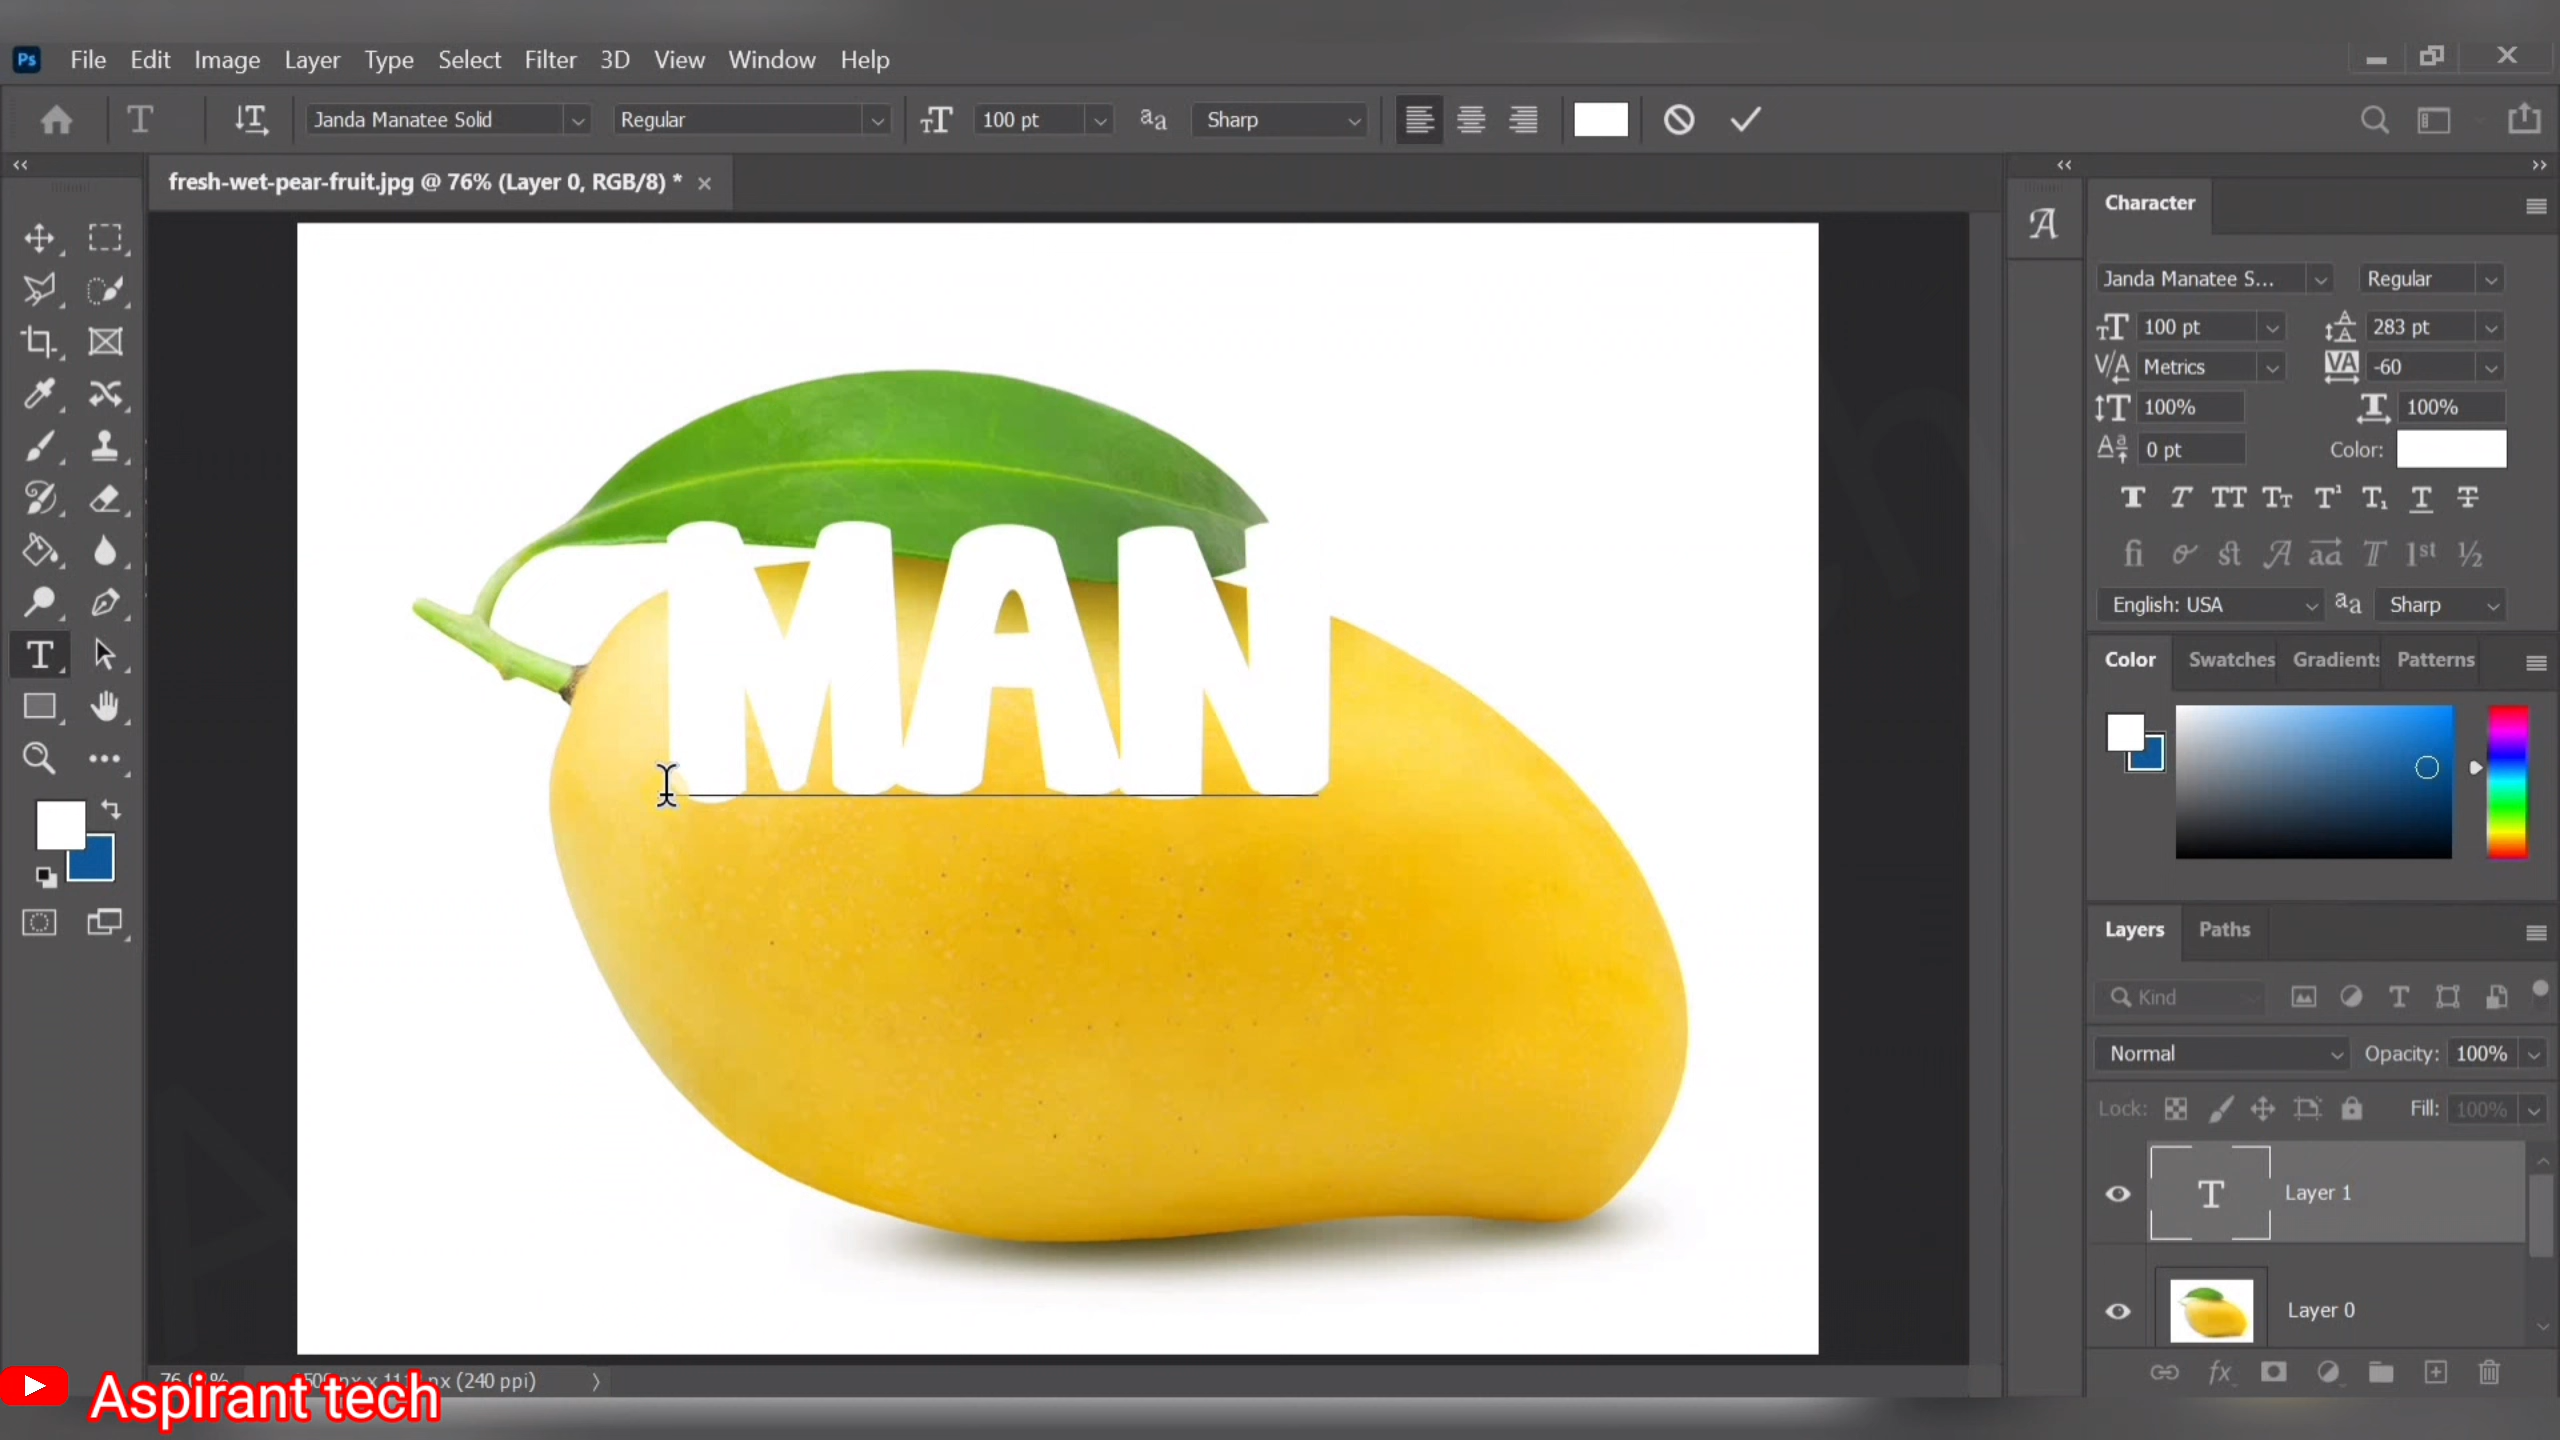 Ps File Edit Image Layer Type Select Filter 3D View Window Help
Janda Manatee Solid Regular 100 pt Sharp
fresh-wet-pear-fruit.jpg @ 76% (Layer 0, RGB/8) *
Character
Janda Manatee S... Regular
100 pt 283 pt
Metrics -60
100% 100%
0 pt Color:
English: USA Sharp
MAN
Color Swatches Gradients Patterns
Layers Paths
Kind
Normal Opacity: 100%
Lock: Fill: 100%
Layer 1
Layer 0
px (240 ppi)
Aspirant tech